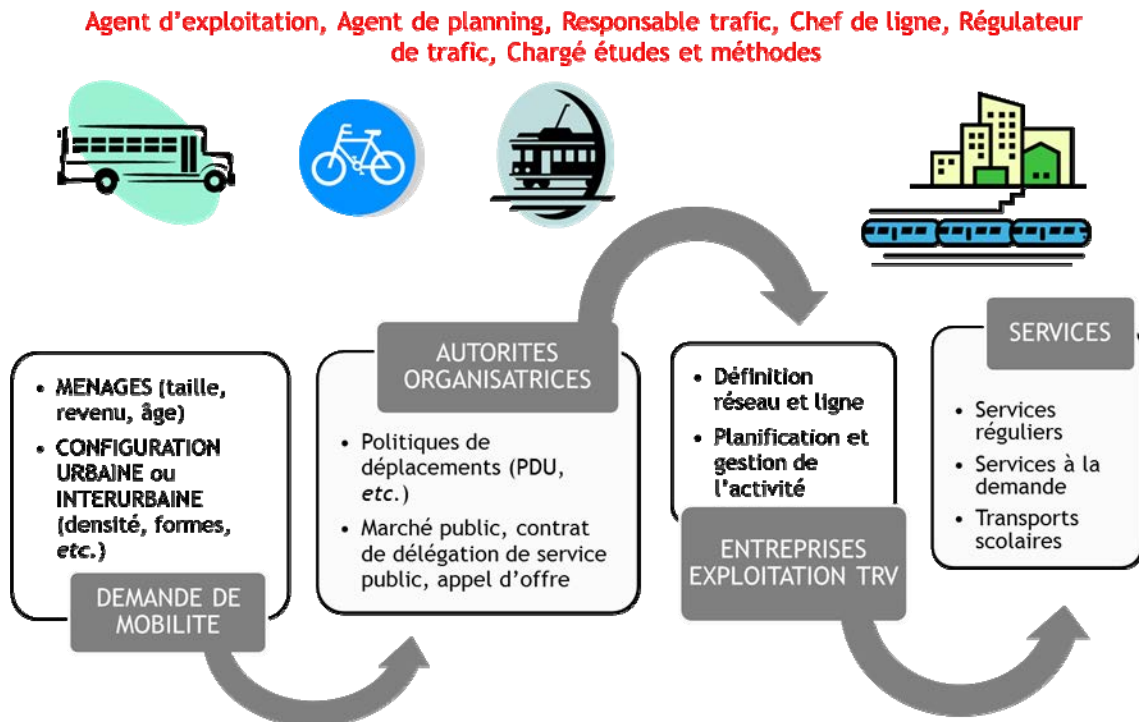 Agent d'exploitation, Agent de planning, Responsable trafic, Chef de ligne, Régulateur
de trafic, Chargé études et méthodes
• MENAGES (taille,
revenu, âge)
• CONFIGURATION
URBAINE ou
INTERURBAINE
(densité, formes,
etc.)
DEMANDE DE
MOBILITE
AUTORITES
ORGANISATRICES
• Politiques de
déplacements (PDU,
etc.)
• Marché public, contrat
de délégation de service
public, appel d'offre
• Définition
réseau et ligne
• Planification et
gestion de
l'activité
ENTREPRISES
EXPLOITATION TRV
SERVICES
• Services
réguliers
• Services à la
demande
• Transports
scolaires